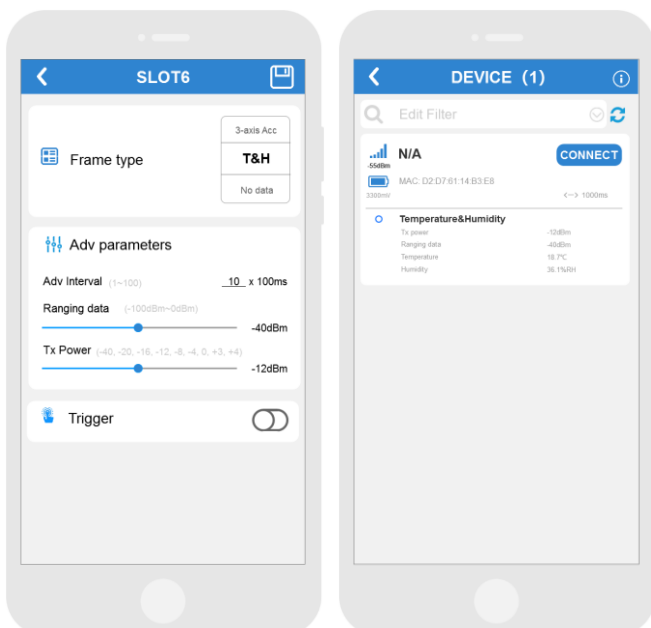 SLOT6
Frame type
3-axis Acc
T&H
No data
Adv parameters
Adv Interval (1~100) 10 x 100ms
Ranging data (-100dBm~0dBm)
-40dBm
Tx Power (-40, -20, -16, -12, -8, -4, 0, +3, +4)
-12dBm
Trigger
DEVICE (1)
Edit Filter
-55dBm
N/A
CONNECT
MAC: D2:D7:61:14:B3:E8
3300mV
<--> 1000ms
Temperature&Humidity
Tx power -12dBm
Ranging data -40dBm
Temperature 18.7℃
Humidity 36.1%RH